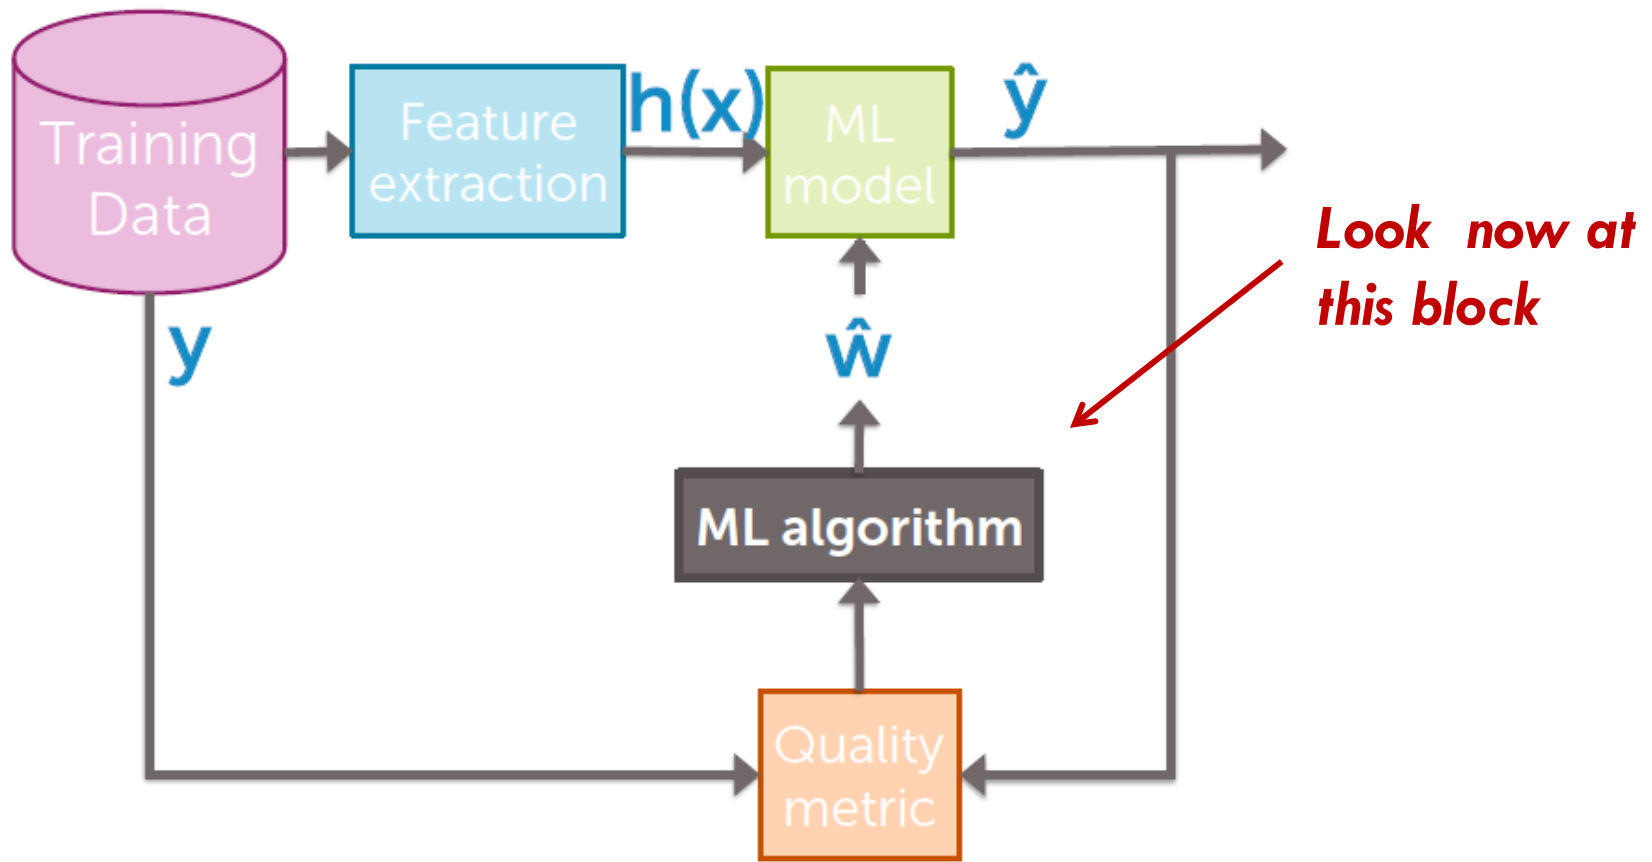 Training
Data
Feature
extraction
h(x)
ML
model
ŷ
Look now at
this block
y
ŵ
ML algorithm
Quality
metric